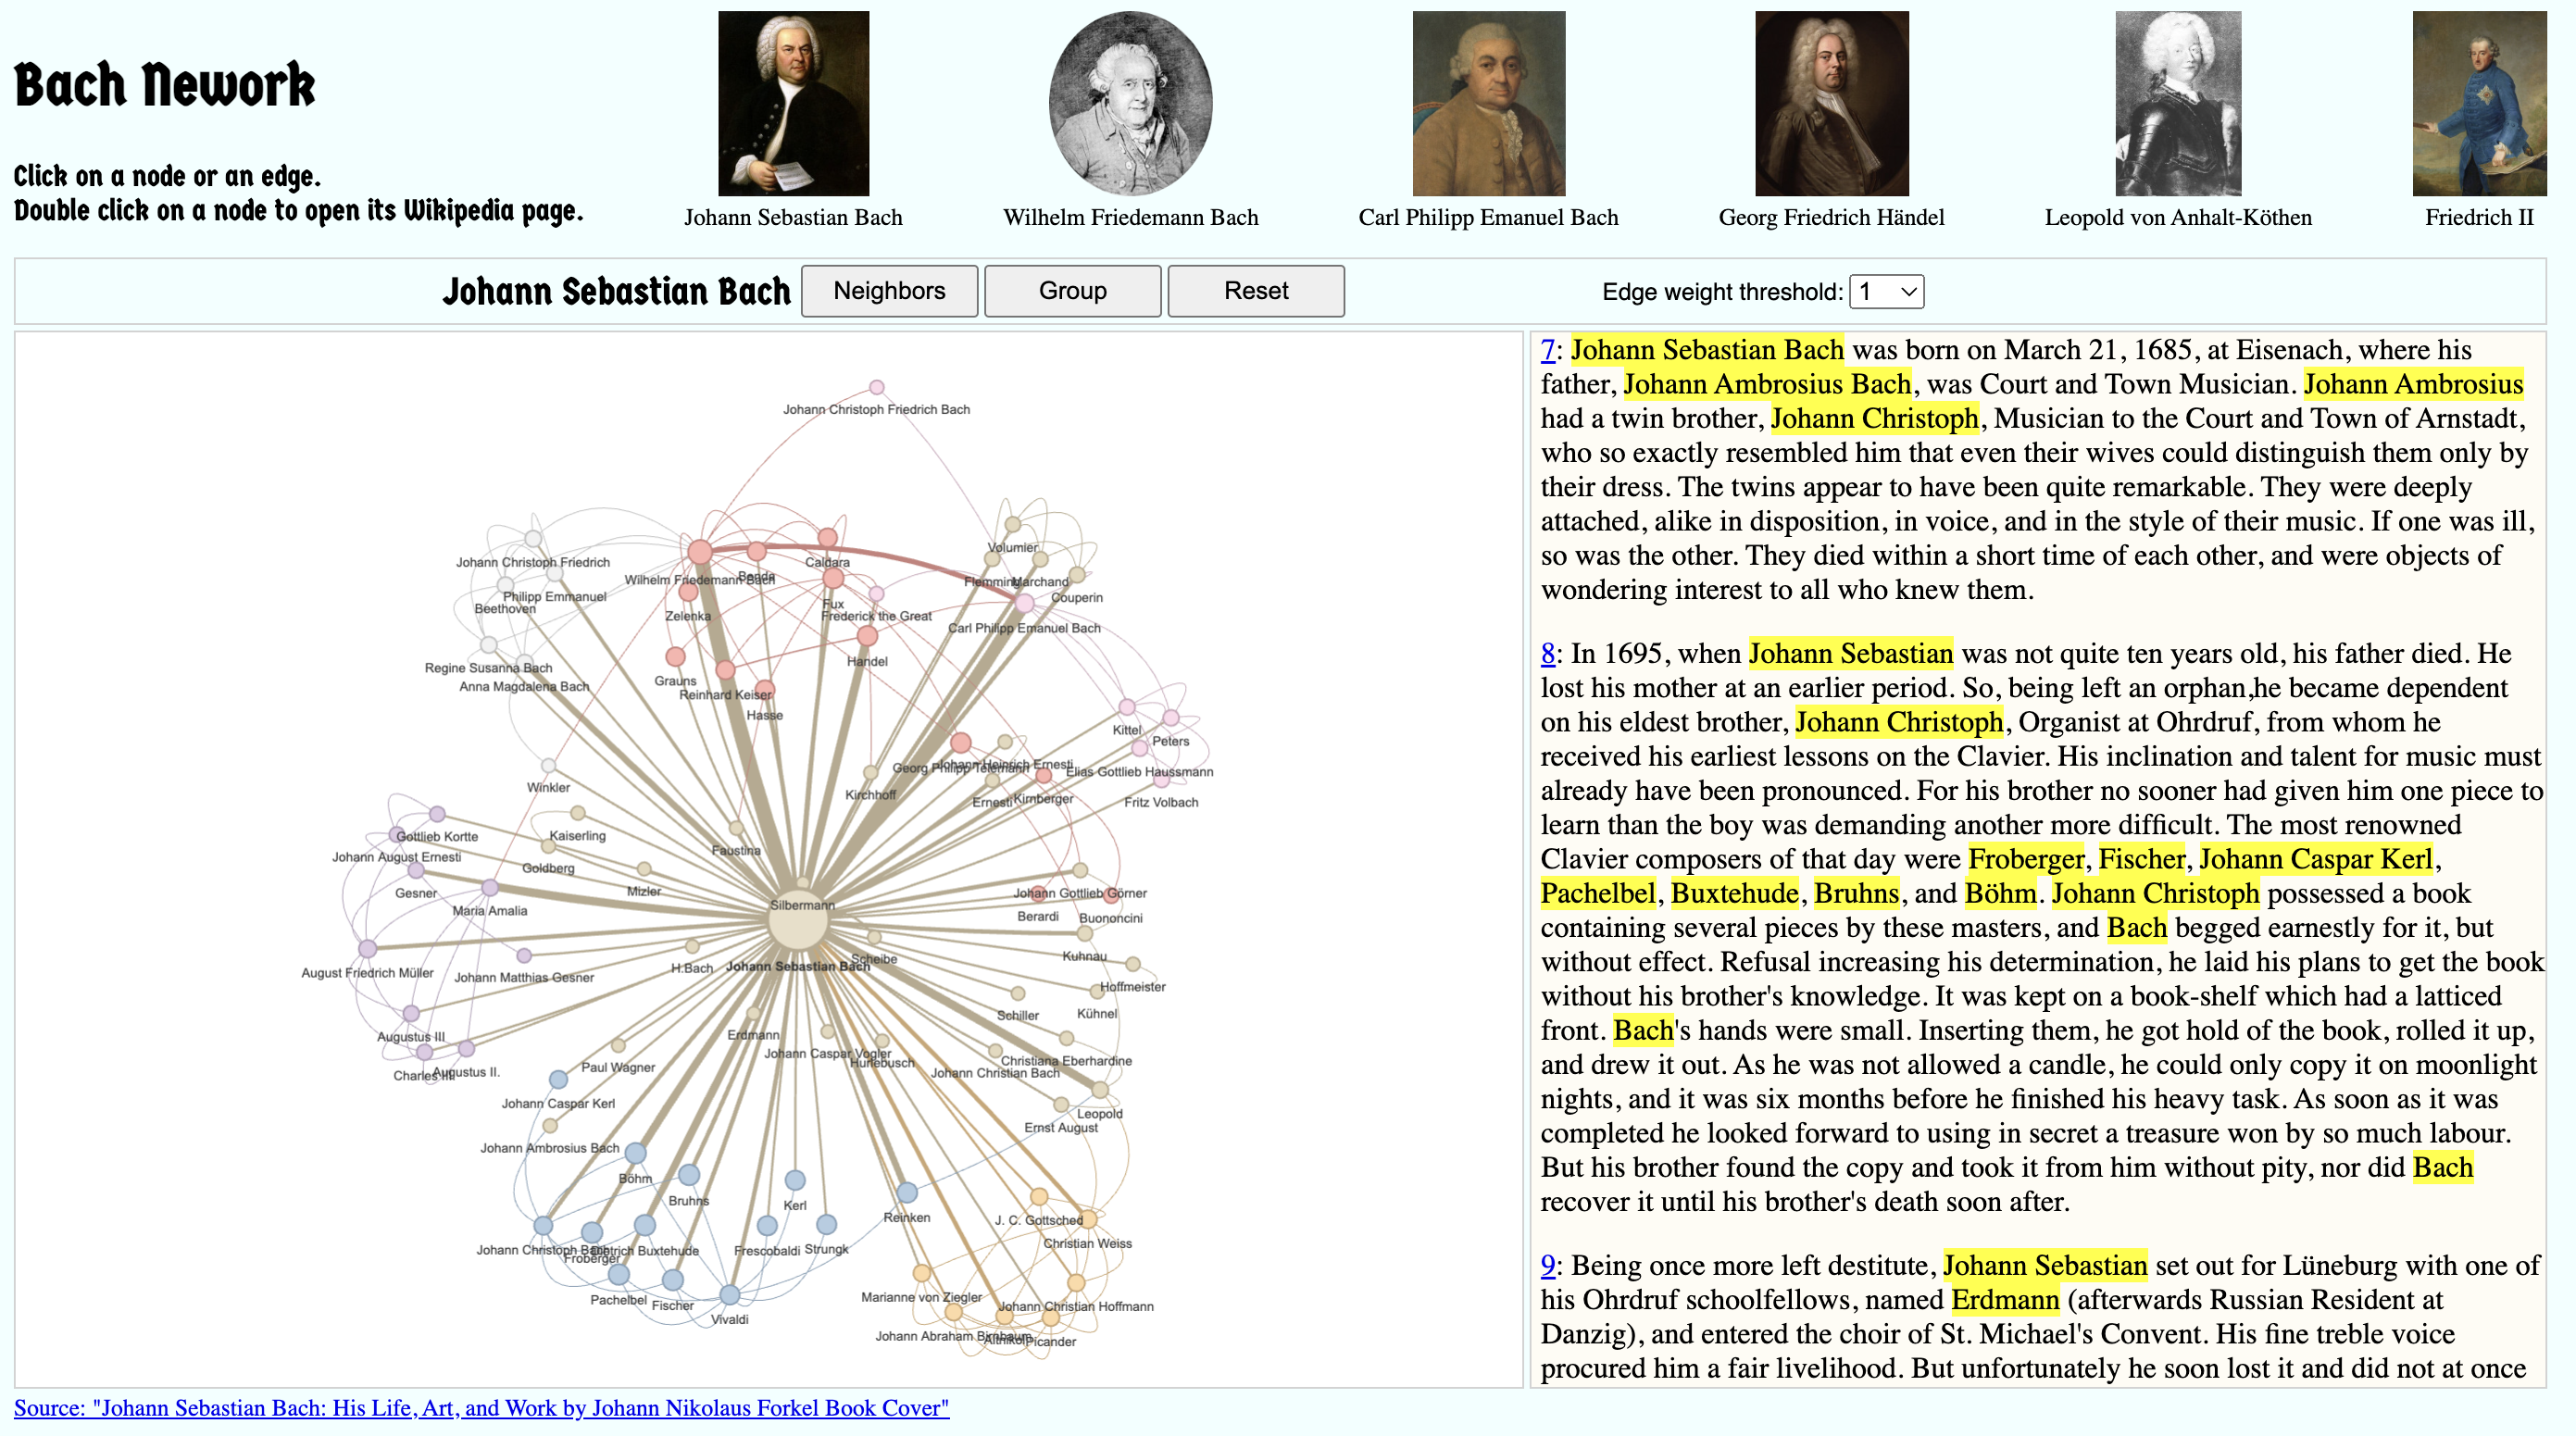 Bach Nework
Click on a node or an edge.
Double click on a node to open its Wikipedia page.
Johann Sebastian Bach
Wilhelm Friedemann Bach
Carl Philipp Emanuel Bach
Georg Friedrich Händel
Leopold von Anhalt-Köthen
Friedrich II
Johann Sebastian Bach
Neighbors
Group
Reset
Edge weight threshold: 1
Johann Christoph Friedrich Bach
Johann Christoph Friedrich
Philipp Emmanuel
Beethoven
Regine Susanna Bach
Anna Magdalena Bach
Winkler
Wilhelm Friedemann Bach
Benda
Caldara
Zelenka
Fux
Frederick the Great
Handel
Grauns
Reinhard Keiser
Hasse
Volumier
Flemming
Marchand
Couperin
Carl Philipp Emanuel Bach
Kittel
Peters
Elias Gottlieb Haussmann
Fritz Volbach
Georg Philipp Telemann
Johann Heinrich Ernesti
Kirchhoff
Ernesti
Kirnberger
Gottlieb Kortte
Johann August Ernesti
Gesner
Maria Amalia
Kaiserling
Goldberg
Mizler
Faustina
Silbermann
Johann Gottlieb Görner
Berardi
Buononcini
August Friedrich Müller
Johann Matthias Gesner
H.Bach
Johann Sebastian Bach
Scheibe
Kuhnau
Hoffmeister
Schiller
Kühnel
Augustus III
Charles III
Augustus II.
Erdmann
Paul Wagner
Johann Caspar Vogler
Hurlebusch
Christiana Eberhardine
Johann Christian Bach
Leopold
Ernst August
Johann Caspar Kerl
Johann Ambrosius Bach
Böhm
Bruhns
Kerl
Reinken
J. C. Gottsched
Christian Weiss
Johann Christoph Bach
Froberger
Dietrich Buxtehude
Frescobaldi
Strungk
Pachelbel
Fischer
Vivaldi
Marianne von Ziegler
Johann Christian Hoffmann
Johann Abraham Birnbaum
Altnikol
Picander
7: Johann Sebastian Bach was born on March 21, 1685, at Eisenach, where his
father, Johann Ambrosius Bach, was Court and Town Musician. Johann Ambrosius
had a twin brother, Johann Christoph, Musician to the Court and Town of Arnstadt,
who so exactly resembled him that even their wives could distinguish them only by
their dress. The twins appear to have been quite remarkable. They were deeply
attached, alike in disposition, in voice, and in the style of their music. If one was ill,
so was the other. They died within a short time of each other, and were objects of
wondering interest to all who knew them.
8: In 1695, when Johann Sebastian was not quite ten years old, his father died. He
lost his mother at an earlier period. So, being left an orphan,he became dependent
on his eldest brother, Johann Christoph, Organist at Ohrdruf, from whom he
received his earliest lessons on the Clavier. His inclination and talent for music must
already have been pronounced. For his brother no sooner had given him one piece to
learn than the boy was demanding another more difficult. The most renowned
Clavier composers of that day were Froberger, Fischer, Johann Caspar Kerl,
Pachelbel, Buxtehude, Bruhns, and Böhm. Johann Christoph possessed a book
containing several pieces by these masters, and Bach begged earnestly for it, but
without effect. Refusal increasing his determination, he laid his plans to get the book
without his brother's knowledge. It was kept on a book-shelf which had a latticed
front. Bach's hands were small. Inserting them, he got hold of the book, rolled it up,
and drew it out. As he was not allowed a candle, he could only copy it on moonlight
nights, and it was six months before he finished his heavy task. As soon as it was
completed he looked forward to using in secret a treasure won by so much labour.
But his brother found the copy and took it from him without pity, nor did Bach
recover it until his brother's death soon after.
9: Being once more left destitute, Johann Sebastian set out for Lüneburg with one of
his Ohrdruf schoolfellows, named Erdmann (afterwards Russian Resident at
Danzig), and entered the choir of St. Michael's Convent. His fine treble voice
procured him a fair livelihood. But unfortunately he soon lost it and did not at once
Source: "Johann Sebastian Bach: His Life, Art, and Work by Johann Nikolaus Forkel Book Cover"